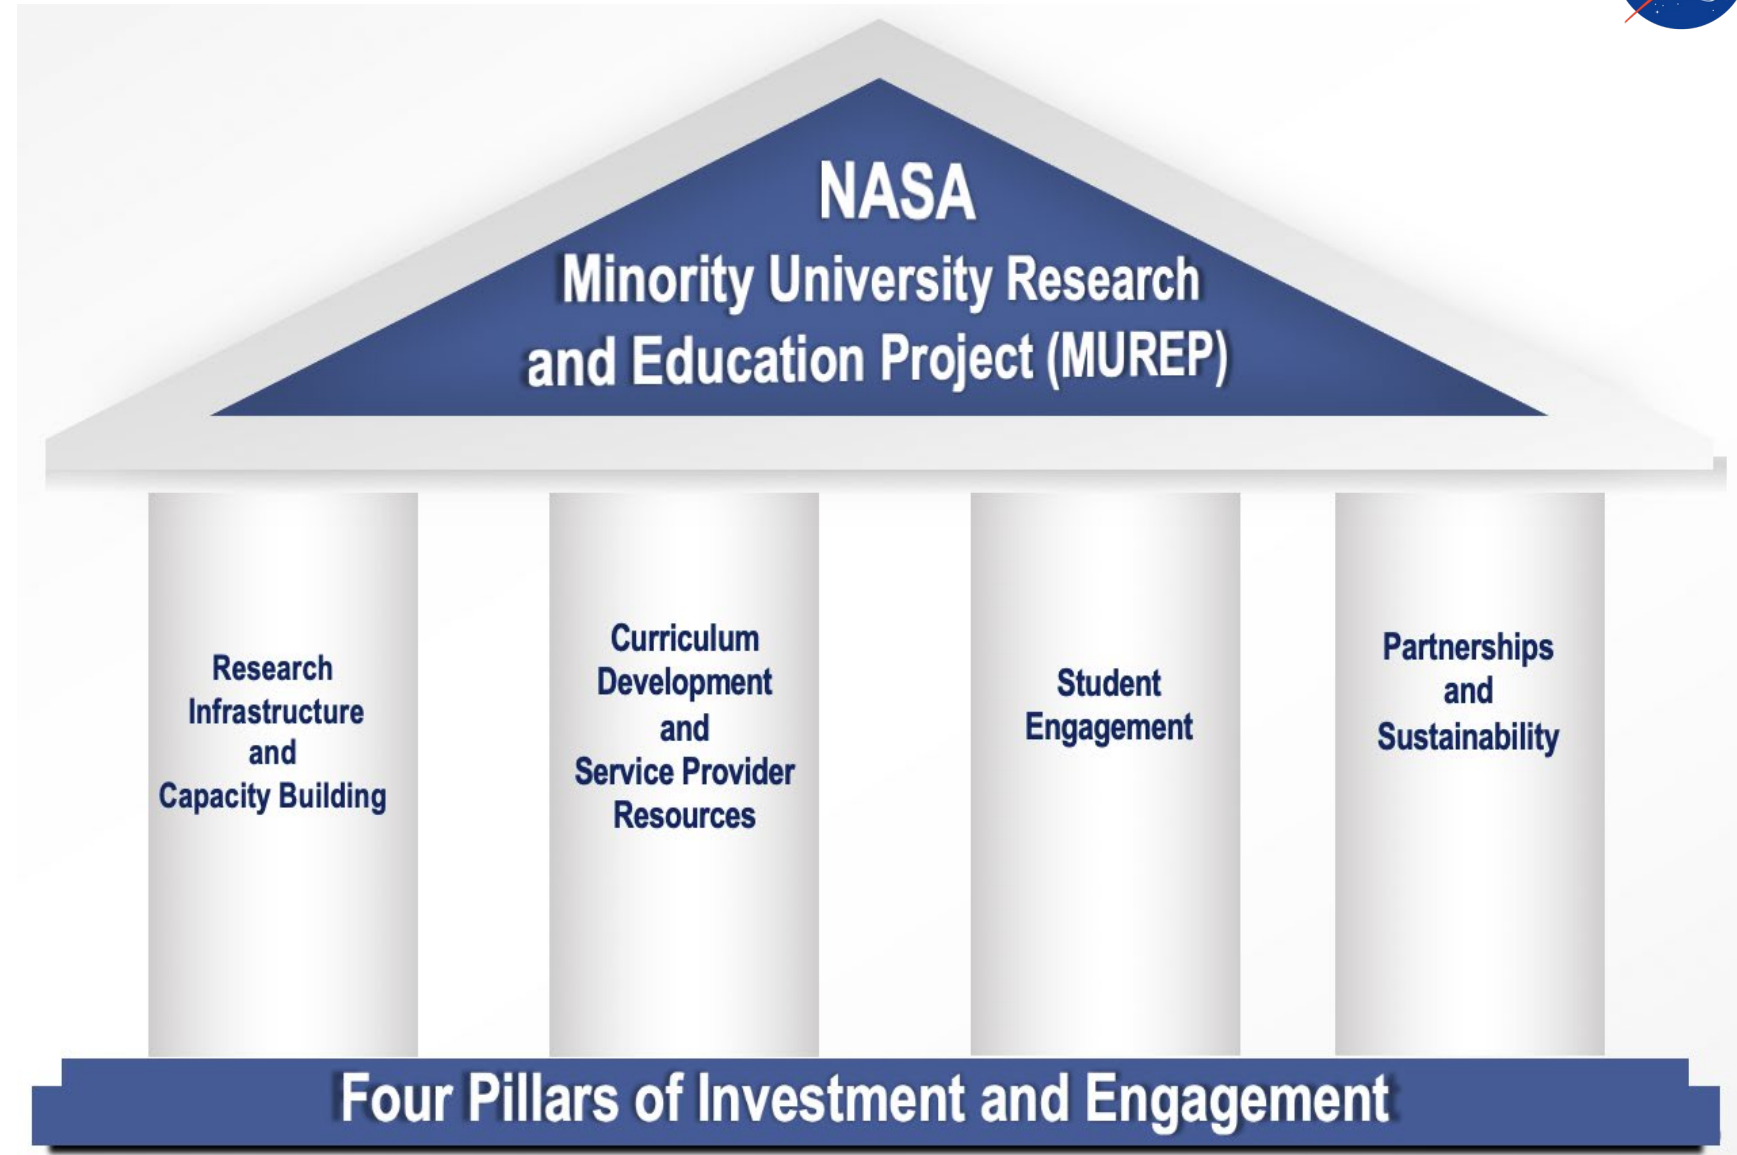 NASA
Minority University Research
and Education Project (MUREP)
Research
Infrastructure
and
Capacity Building
Curriculum
Development
and
Service Provider
Resources
Student
Engagement
Partnerships
and
Sustainability
Four Pillars of Investment and Engagement